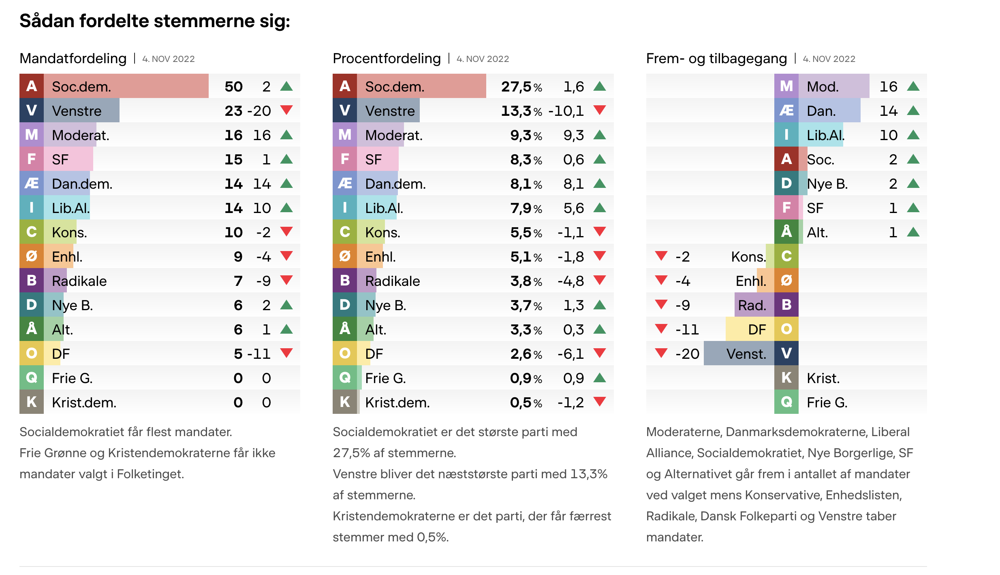 Sådan fordelte stemmerne sig:
Mandatfordeling | 4. NOV 2022
A Soc.dem. 50 2
V Venstre 23 -20
M Moderat. 16 16
F SF 15 1
Æ Dan.dem. 14 14
I Lib.Al. 14 10
C Kons. 10 -2
Ø Enhl. 9 -4
B Radikale 7 -9
D Nye B. 6 2
Å Alt. 6 1
O DF 5 -11
Q Frie G. 0 0
K Krist.dem. 0 0
Socialdemokratiet får flest mandater.
Frie Grønne og Kristendemokraterne får ikke
mandater valgt i Folketinget.
Procentfordeling | 4. NOV 2022
A Soc.dem. 27,5 % 1,6
V Venstre 13,3 % -10,1
M Moderat. 9,3 % 9,3
F SF 8,3 % 0,6
Æ Dan.dem. 8,1 % 8,1
I Lib.Al. 7,9 % 5,6
C Kons. 5,5 % -1,1
Ø Enhl. 5,1 % -1,8
B Radikale 3,8 % -4,8
D Nye B. 3,7 % 1,3
Å Alt. 3,3 % 0,3
O DF 2,6 % -6,1
Q Frie G. 0,9 % 0,9
K Krist.dem. 0,5 % -1,2
Socialdemokratiet er det største parti med
27,5% af stemmerne.
Venstre bliver det næststørste parti med 13,3%
af stemmerne.
Kristendemokraterne er det parti, der får færrest
stemmer med 0,5%.
Frem- og tilbagegang | 4. NOV 2022
M Mod. 16
Æ Dan. 14
I Lib.Al. 10
A Soc. 2
D Nye B. 2
F SF 1
Å Alt. 1
-2 Kons. C
-4 Enhl. Ø
-9 Rad. B
-11 DF O
-20 Venst. V
K Krist.
Q Frie G.
Moderaterne, Danmarksdemokraterne, Liberal
Alliance, Socialdemokratiet, Nye Borgerlige, SF
og Alternativet går frem i antallet af mandater
ved valget mens Konservative, Enhedslisten,
Radikale, Dansk Folkeparti og Venstre taber
mandater.